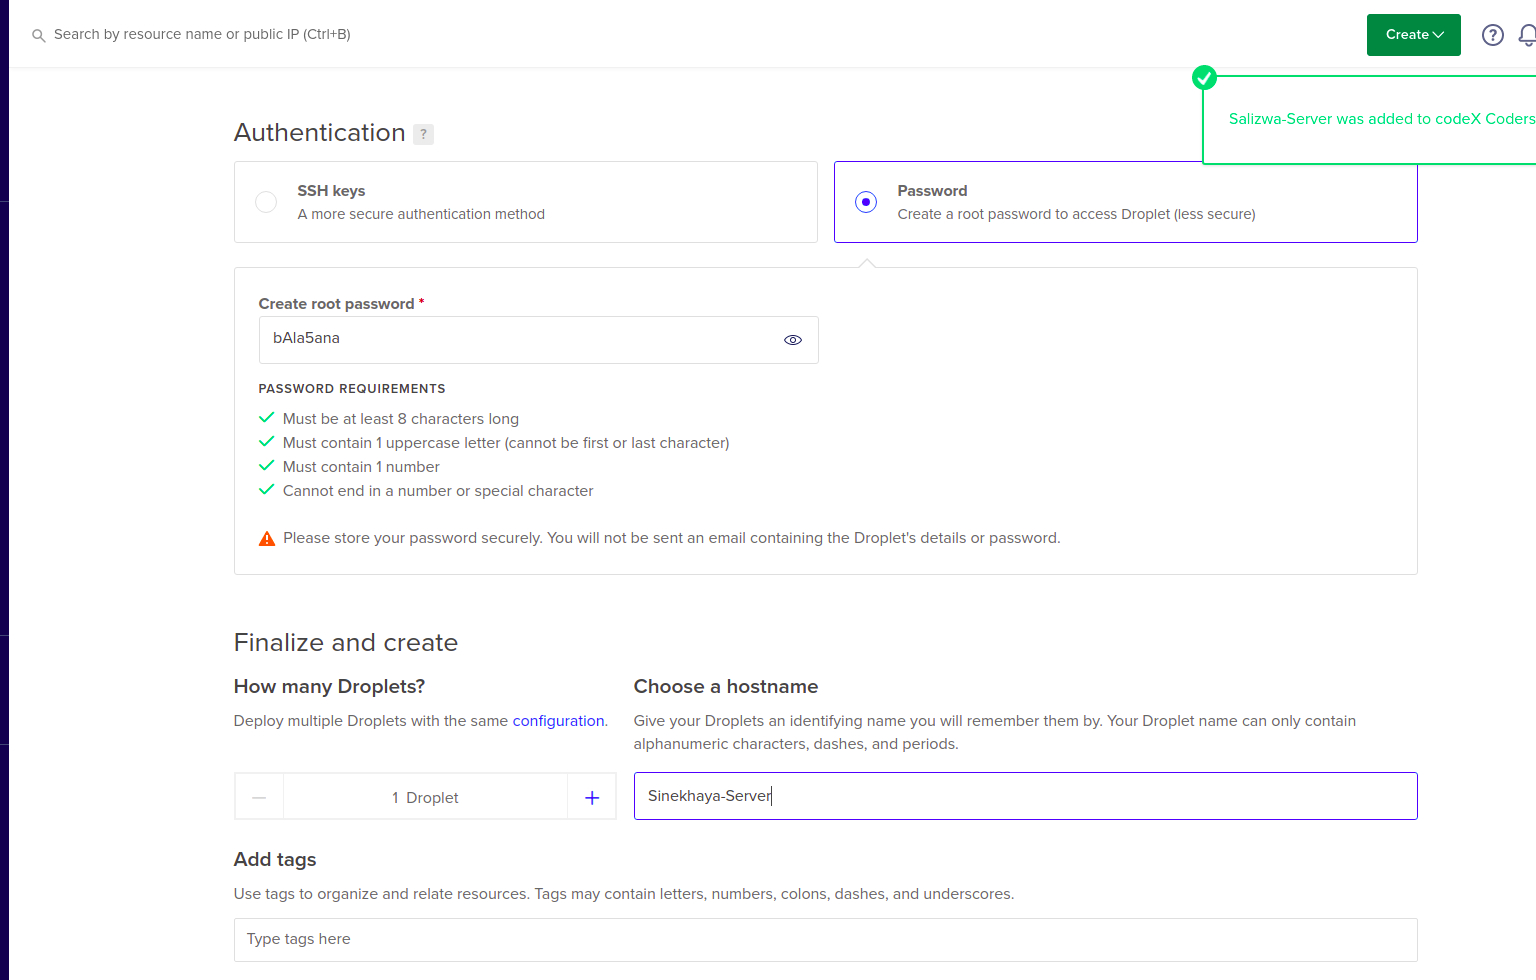 Search by resource name or public IP (Ctrl+B)
Create
?
Salizwa-Server was added to codeX Coders
Authentication ?
SSH keys
A more secure authentication method
Password
Create a root password to access Droplet (less secure)
Create root password *
bAla5ana
PASSWORD REQUIREMENTS
Must be at least 8 characters long
Must contain 1 uppercase letter (cannot be first or last character)
Must contain 1 number
Cannot end in a number or special character
Please store your password securely. You will not be sent an email containing the Droplet's details or password.
Finalize and create
How many Droplets?
Deploy multiple Droplets with the same configuration.
1 Droplet
Choose a hostname
Give your Droplets an identifying name you will remember them by. Your Droplet name can only contain
alphanumeric characters, dashes, and periods.
Sinekhaya-Server
Add tags
Use tags to organize and relate resources. Tags may contain letters, numbers, colons, dashes, and underscores.
Type tags here